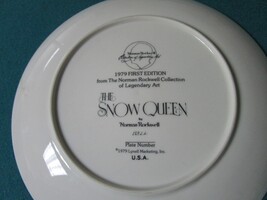 1979 FIRST EDITION
from The Norman Rockwell Collection
of Legendary Art
THE
SNOW QUEEN
by
Norman Rockwell
Plate Number
©1979 Lynell Marketing, Inc.
U.S.A.